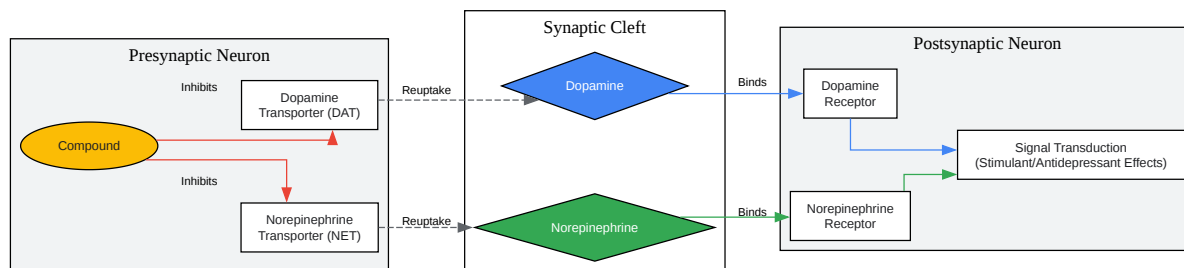 Presynaptic Neuron
Inhibits
Dopamine
Transporter (DAT)
Compound
Inhibits
Norepinephrine
Transporter (NET)
Reuptake
Reuptake
Synaptic Cleft
Dopamine
Norepinephrine
Binds
Binds
Postsynaptic Neuron
Dopamine
Receptor
Signal Transduction
(Stimulant/Antidepressant Effects)
Norepinephrine
Receptor